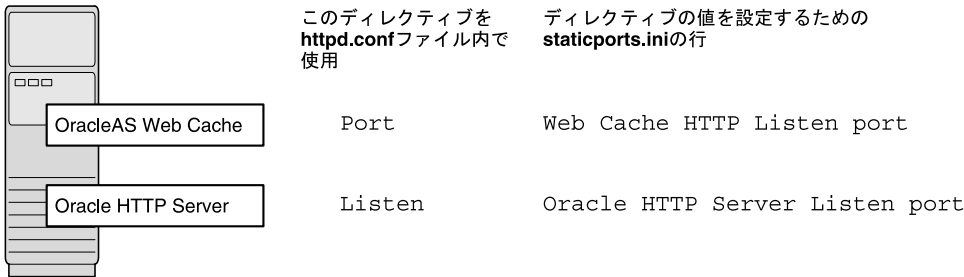 このディレクティブを
httpd.confファイル内で
使用
ディレクティブの値を設定するための
staticports.iniの行
OracleAS Web Cache
Port
Web Cache HTTP Listen port
Oracle HTTP Server
Listen
Oracle HTTP Server Listen port